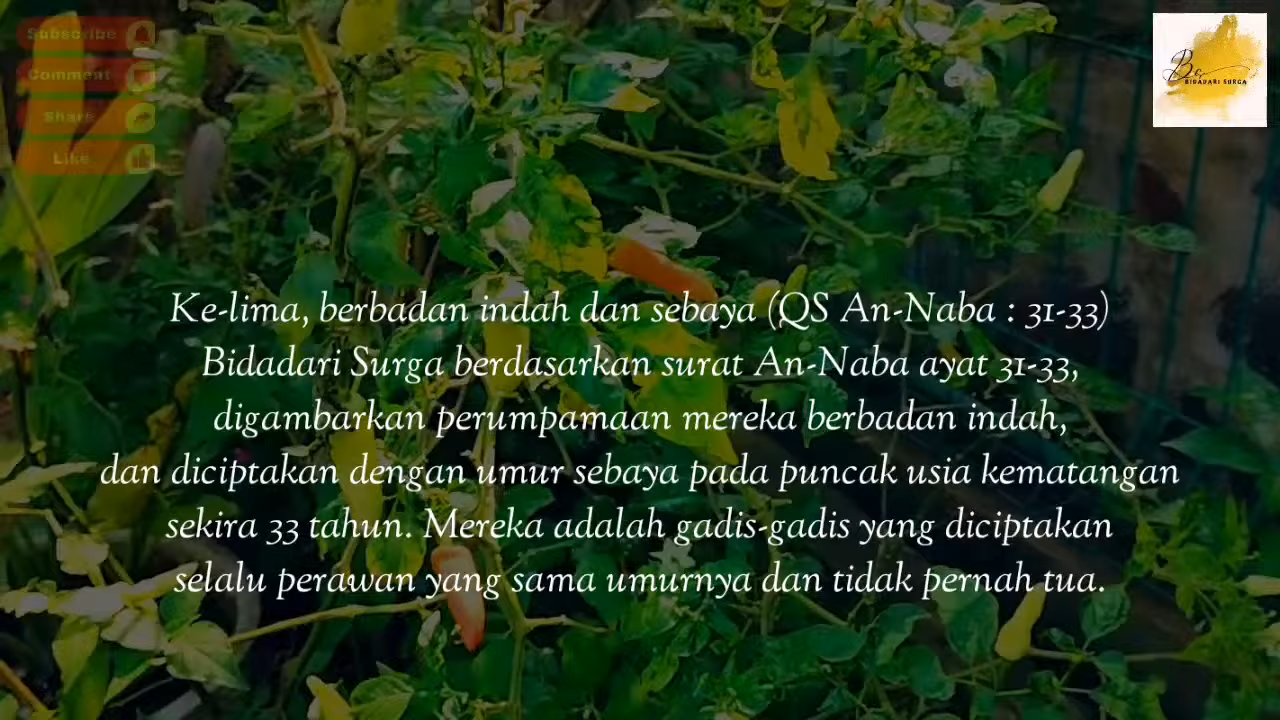 Subscribe
Comment
Share
Like
Bs
BIDADARI SURGA
Ke-lima, berbadan indah dan sebaya (QS An-Naba : 31-33)
Bidadari Surga berdasarkan surat An-Naba ayat 31-33,
digambarkan perumpamaan mereka berbadan indah,
dan diciptakan dengan umur sebaya pada puncak usia kematangan
sekira 33 tahun. Mereka adalah gadis-gadis yang diciptakan
selalu perawan yang sama umurnya dan tidak pernah tua.